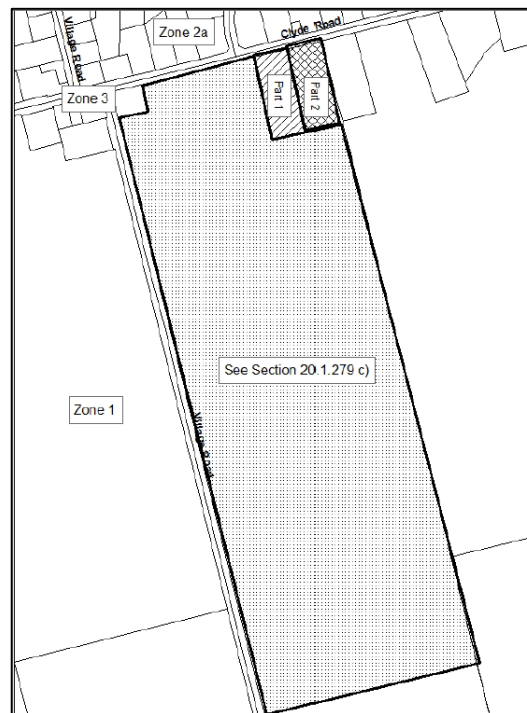 Zone 2a
Clyde Road
Village Road
Zone 3
Part 1
Part 2
See Section 20.1.279 c)
Zone 1
Village Road